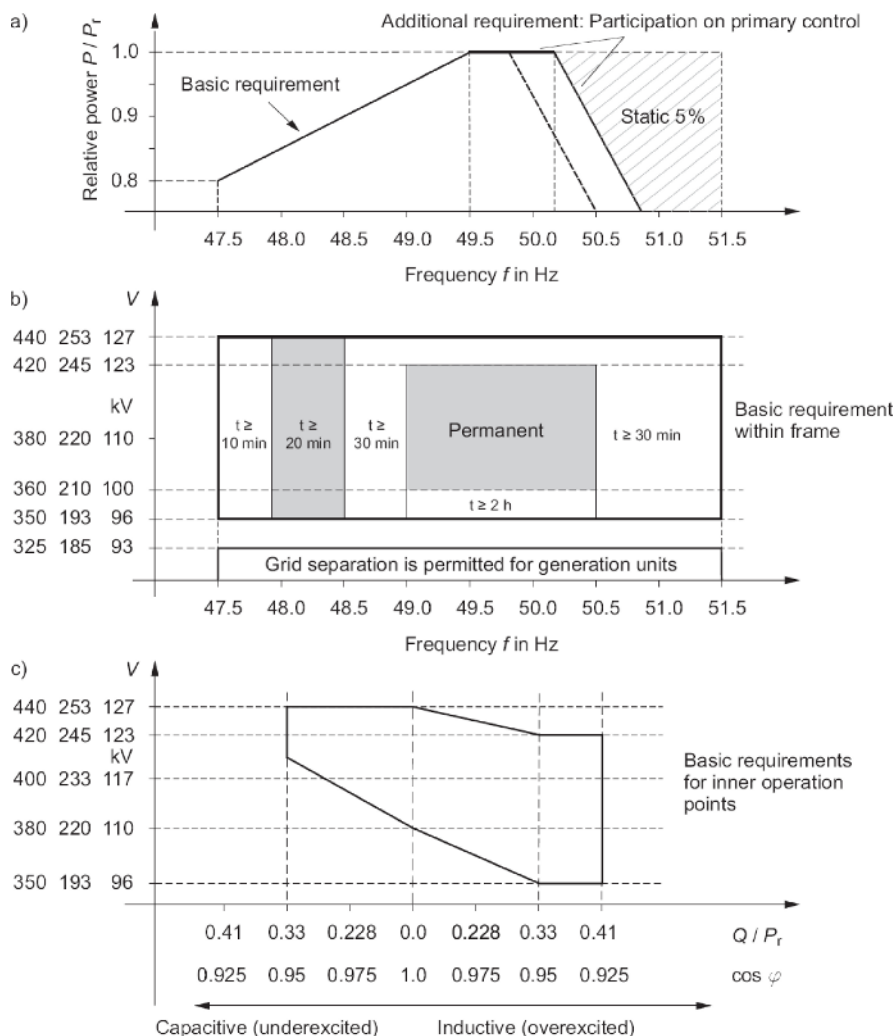 a)
Additional requirement: Participation on primary control
Relative power P / Pr
1.0
0.9
0.8
Basic requirement
Static 5%
47.5 48.0 48.5 49.0 49.5 50.0 50.5 51.0 51.5
Frequency f in Hz
b)
V
440 253 127
420 245 123
kV
380 220 110
360 210 100
350 193 96
325 185 93
t ≥ 10 min
t ≥ 20 min
t ≥ 30 min
Permanent
t ≥ 30 min
t ≥ 2 h
Basic requirement
within frame
Grid separation is permitted for generation units
47.5 48.0 48.5 49.0 49.5 50.0 50.5 51.0 51.5
Frequency f in Hz
c)
V
440 253 127
420 245 123
kV
400 233 117
380 220 110
350 193 96
Basic requirements
for inner operation
points
0.41 0.33 0.228 0.0 0.228 0.33 0.41 Q / Pr
0.925 0.95 0.975 1.0 0.975 0.95 0.925 cos φ
Capacitive (underexcited) Inductive (overexcited)